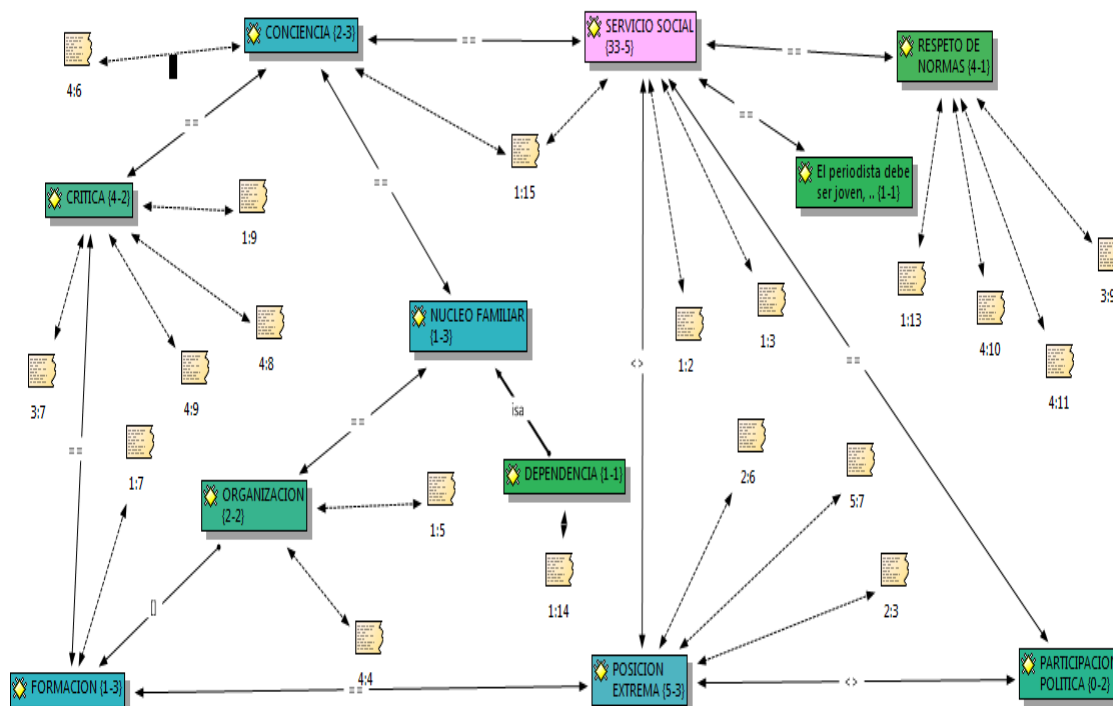 CONCIENCIA {2-3}
==
SERVICIO SOCIAL
{33-5}
==
RESPETO DE
NORMAS {4-1}
4:6
==
==
==
El periodista debe
ser joven, .. {1-1}
1:15
CRITICA {4-2}
1:9
1:13
3:9
4:10
4:11
NUCLEO FAMILIAR
{1-3}
1:2
1:3
4:8
3:7
4:9
<>
==
isa
==
==
1:7
ORGANIZACION
{2-2}
1:5
DEPENDENCIA {1-1}
1:14
2:6
5:7
2:3
[]
4:4
FORMACION {1-3}
==
POSICION
EXTREMA {5-3}
<>
PARTICIPACION
POLITICA {0-2}